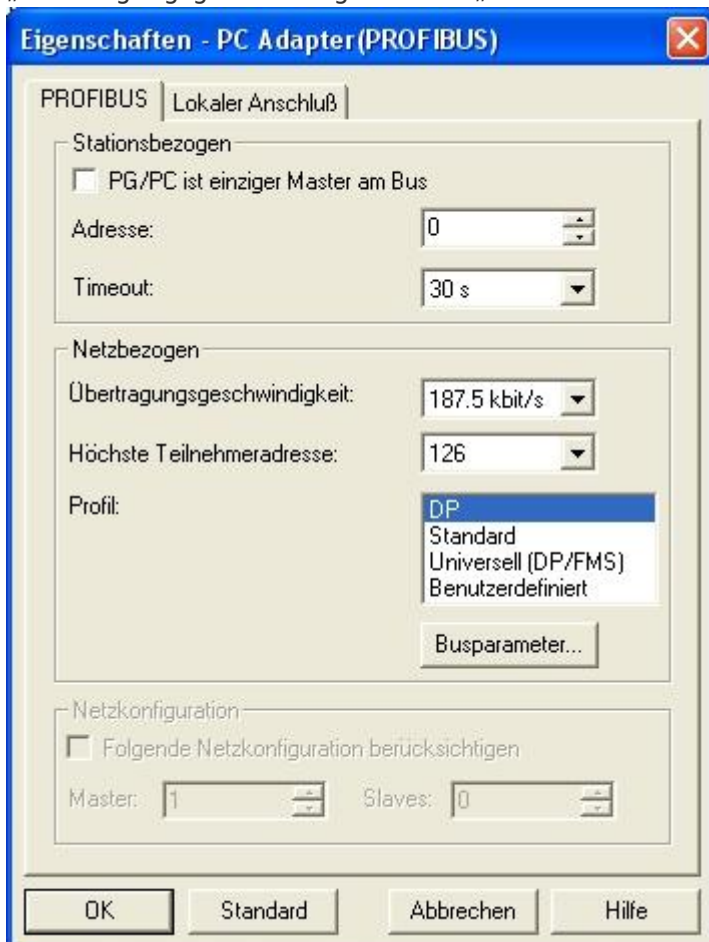 Eigenschaften - PC Adapter(PROFIBUS)
PROFIBUS Lokaler Anschluß
Stationsbezogen
PG/PC ist einziger Master am Bus
Adresse: 0
Timeout: 30 s
Netzbezogen
Übertragungsgeschwindigkeit: 187.5 kbit/s
Höchste Teilnehmeradresse: 126
Profil: DP
Standard
Universell (DP/FMS)
Benutzerdefiniert
Busparameter...
Netzkonfiguration
Folgende Netzkonfiguration berücksichtigen
Master: 1 Slaves: 0
OK Standard Abbrechen Hilfe